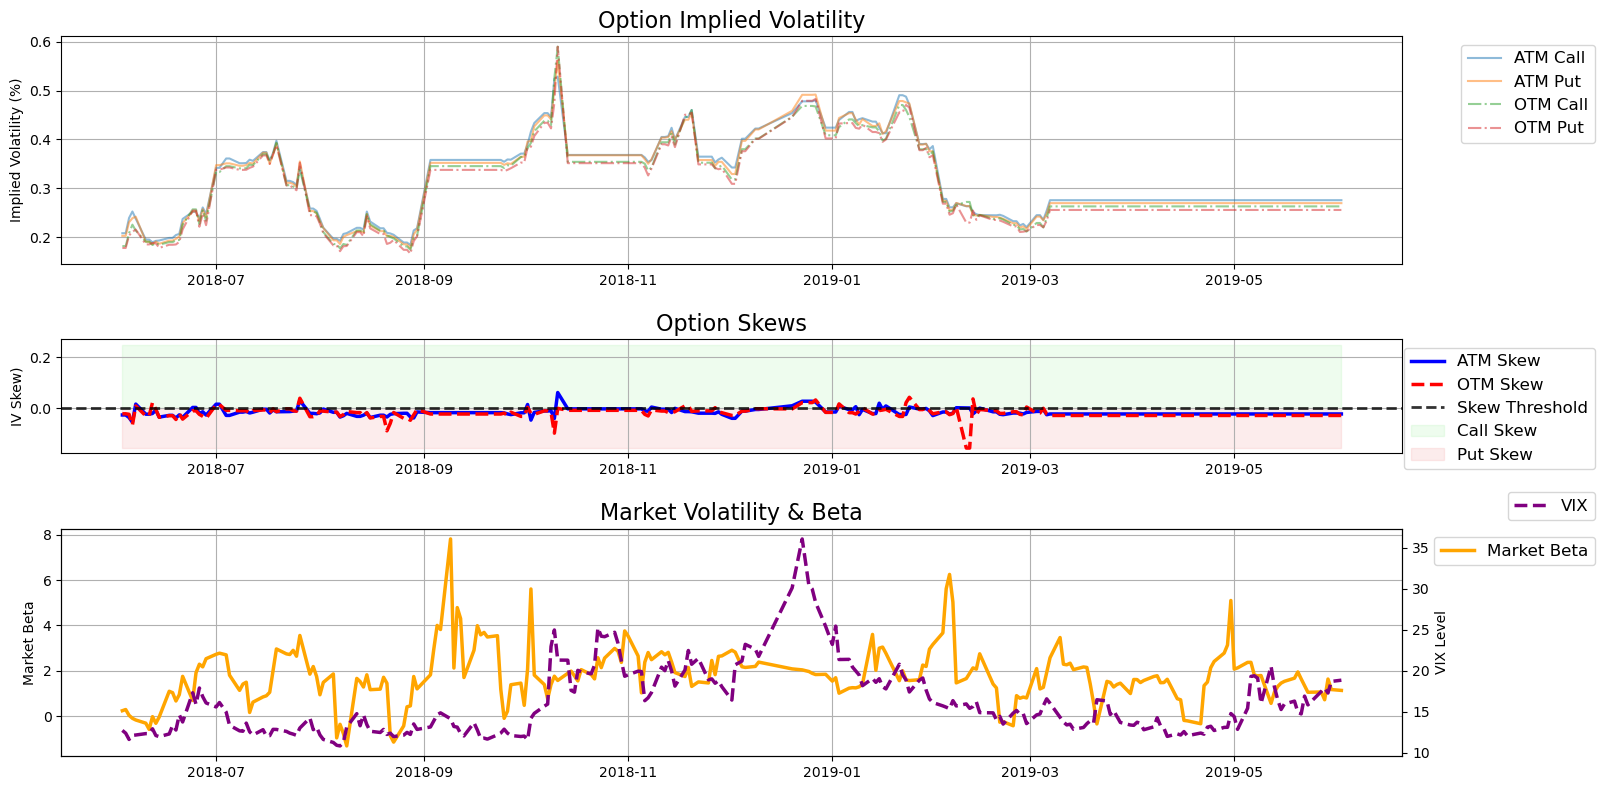 Option Implied Volatility
Implied Volatility (%)
0.6
0.5
0.4
0.3
0.2
2018-07
2018-09
2018-11
2019-01
2019-03
2019-05
ATM Call
ATM Put
OTM Call
OTM Put
Option Skews
IV Skew)
0.2
0.0
2018-07
2018-09
2018-11
2019-01
2019-03
2019-05
ATM Skew
OTM Skew
Skew Threshold
Call Skew
Put Skew
Market Volatility & Beta
Market Beta
8
6
4
2
0
2018-07
2018-09
2018-11
2019-01
2019-03
2019-05
35
30
25
20
15
10
VIX Level
VIX
Market Beta